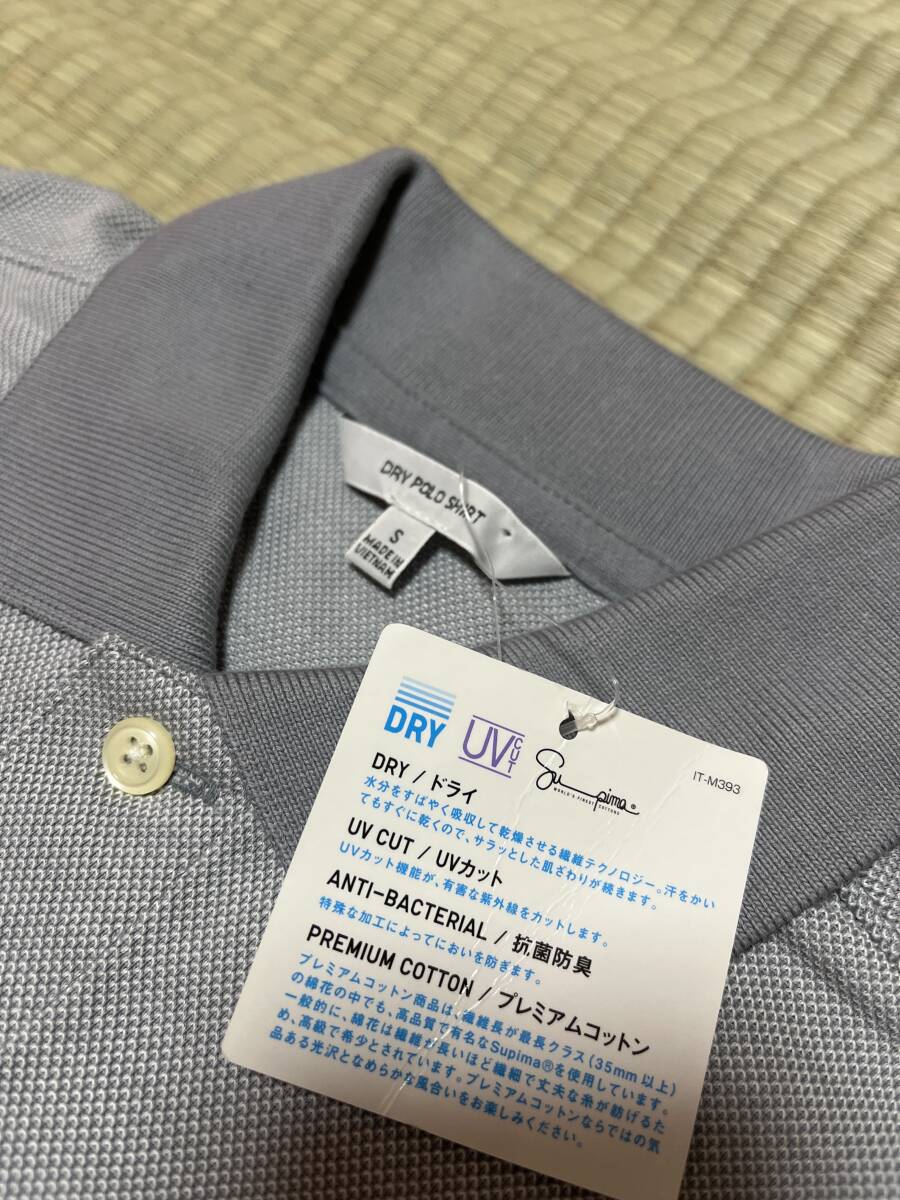 DRY POLO SHIRT
S
MADE IN
VIETNAM
DRY
UV CUT
Supima®
WORLD'S FINEST COTTONS
IT-M393
DRY / ドライ
水分をすばやく吸収して乾燥させる繊維テクノロジー。汗をかい
てもすぐに乾くので、サラッとした肌ざわりが続きます。
UV CUT / UVカット
UVカット機能が、有害な紫外線をカットします。
ANTI-BACTERIAL / 抗菌防臭
特殊な加工によってにおいを防ぎます。
PREMIUM COTTON / プレミアムコットン
プレミアムコットン商品は、繊維長が最長クラス(35mm以上)
の綿花の中でも、高品質で有名なSupima®を使用しています。
一般的に、綿花は繊維が長いほど繊細で丈夫な糸が紡げるた
め、高級で希少とされています。プレミアムコットンならではの気
品ある光沢となめらかな風合いをお楽しみください。